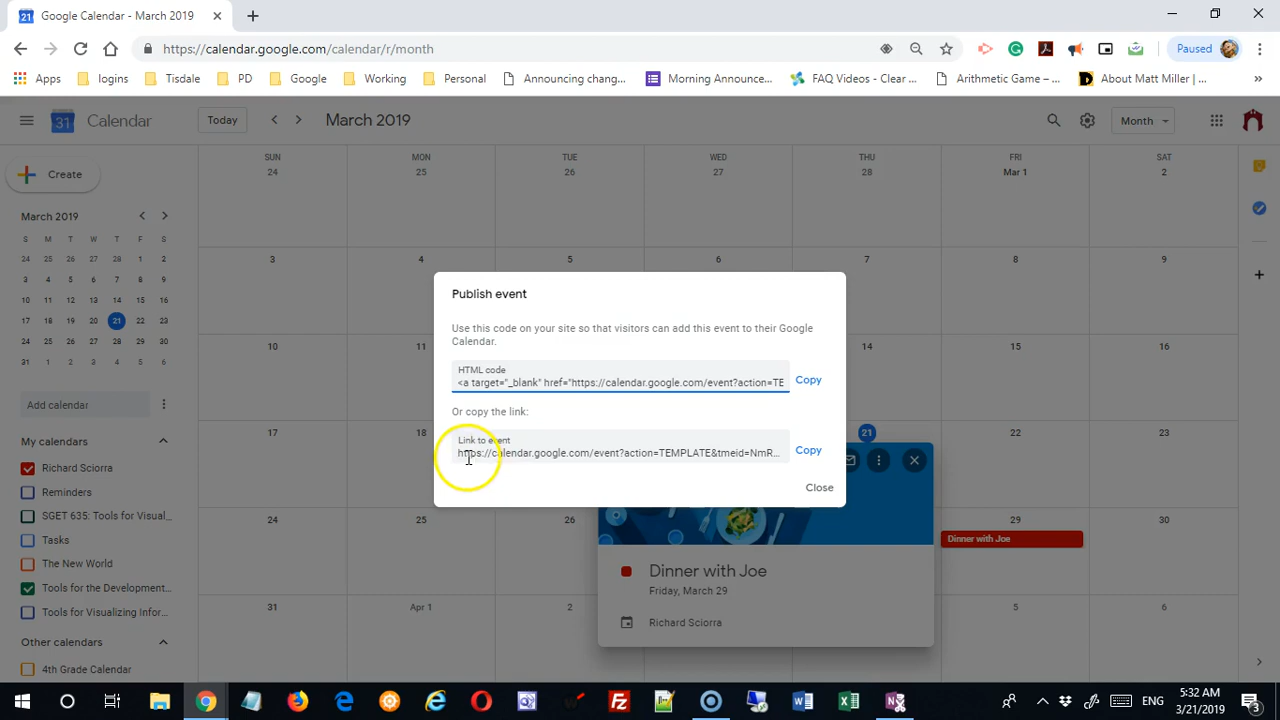 Google Calendar - March 2019
https://calendar.google.com/calendar/r/month
Paused
Apps logins Tisdale PD Google Working Personal Announcing chang... Morning Announce... FAQ Videos - Clear ... Arithmetic Game – ... About Matt Miller | ...
31 Calendar Today March 2019 Month
Create
March 2019
S M T W T F S
24 25 26 27 28 1 2
3 4 5 6 7 8 9
10 11 12 13 14 15 16
17 18 19 20 21 22 23
24 25 26 27 28 29 30
31 1 2 3 4 5 6
Add calendar
My calendars
Richard Sciorra
Reminders
SGET 635: Tools for Visual...
Tasks
The New World
Tools for the Development...
Tools for Visualizing Infor...
Other calendars
4th Grade Calendar
SUN MON TUE WED THU FRI SAT
24 25 26 27 28 Mar 1 2
3 4 5 6 7 8 9
10 11 14 15 16
17 18 21 22 23
24 25 26 29 30
Dinner with Joe
31 Apr 1 2 5 6
Publish event
Use this code on your site so that visitors can add this event to their Google
Calendar.
HTML code
<a target="_blank" href="https://calendar.google.com/event?action=TE
Copy
Or copy the link:
Link to event
https://calendar.google.com/event?action=TEMPLATE&tmeid=NmR...
Copy
Close
Dinner with Joe
Friday, March 29
Richard Sciorra
ENG
5:32 AM
3/21/2019
3